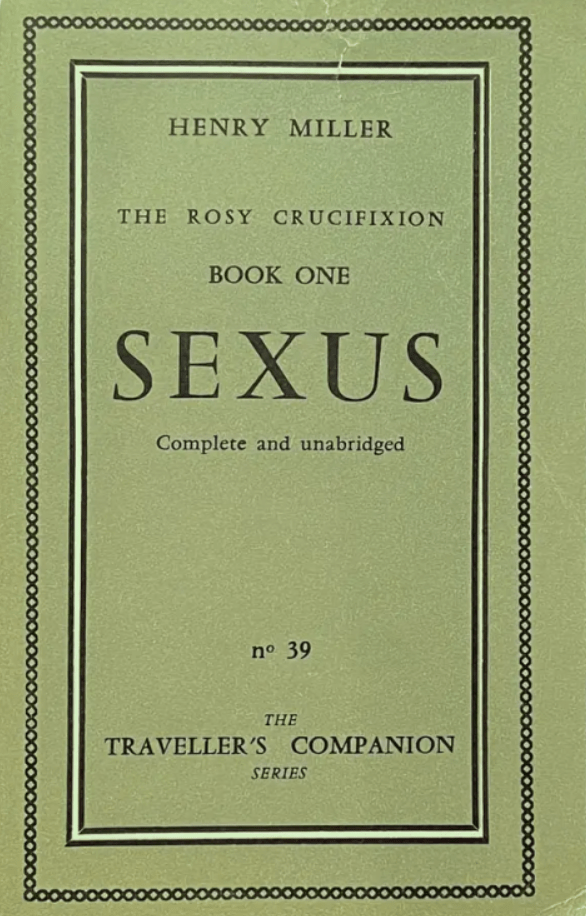 HENRY MILLER
THE ROSY CRUCIFIXION
BOOK ONE
SEXUS
Complete and unabridged
nº 39
THE
TRAVELLER'S COMPANION
SERIES